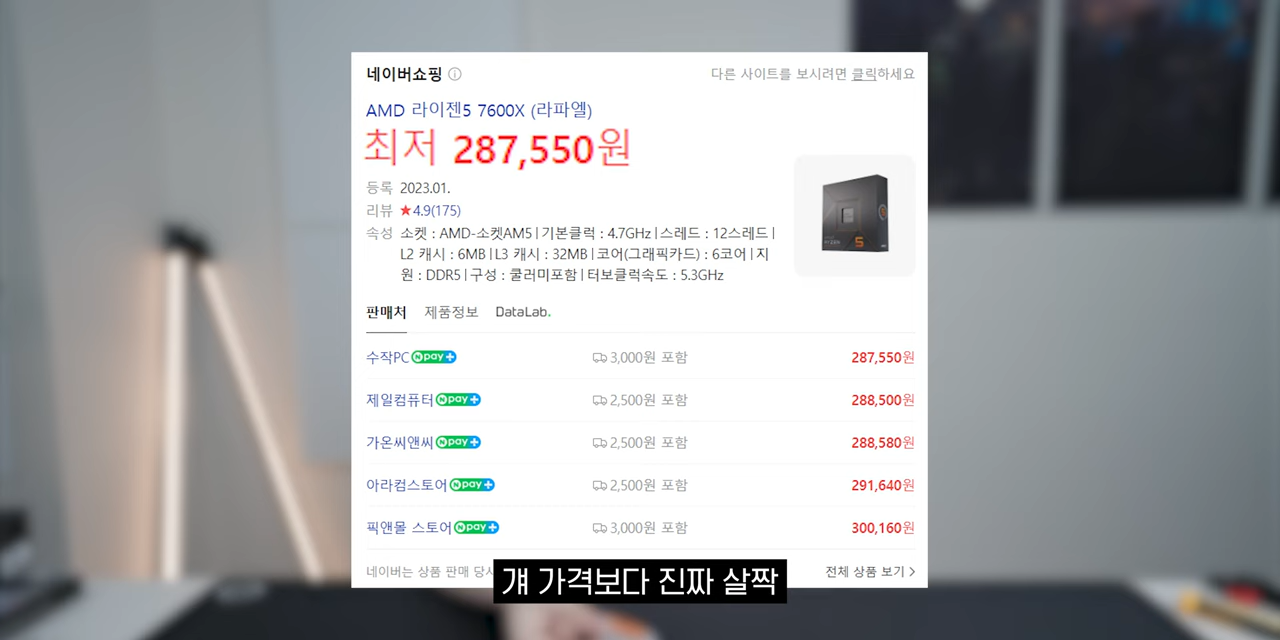 네이버쇼핑
다른 사이트를 보시려면 클릭하세요
AMD 라이젠5 7600X (라파엘)
최저 287,550원
등록 2023.01.
리뷰 ★4.9(175)
속성 소켓 : AMD-소켓AM5 | 기본클럭 : 4.7GHz | 스레드 : 12스레드 |
L2 캐시 : 6MB | L3 캐시 : 32MB | 코어(그래픽카드) : 6코어 | 지
원 : DDR5 | 구성 : 쿨러미포함 | 터보클럭속도 : 5.3GHz
판매처 제품정보 DataLab.
수작PC N pay+ 3,000원 포함 287,550원
제일컴퓨터 N pay+ 2,500원 포함 288,500원
가온씨앤씨 N pay+ 2,500원 포함 288,580원
아라컴스토어 N pay+ 2,500원 포함 291,640원
픽앤몰 스토어 N pay+ 3,000원 포함 300,160원
네이버는 상품 판매 당사
전체 상품 보기 >
걔 가격보다 진짜 살짝
5